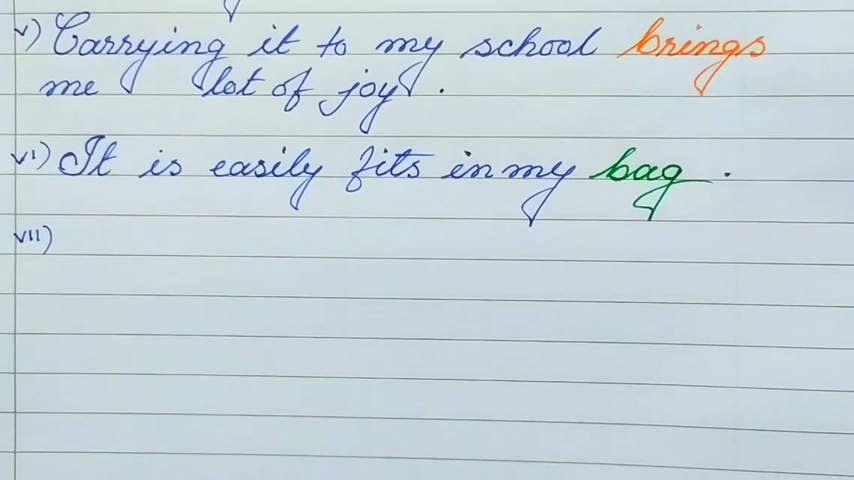 v) Carrying it to my school brings
me lot of joy .
vi) It is easily fits in my bag .
vii)